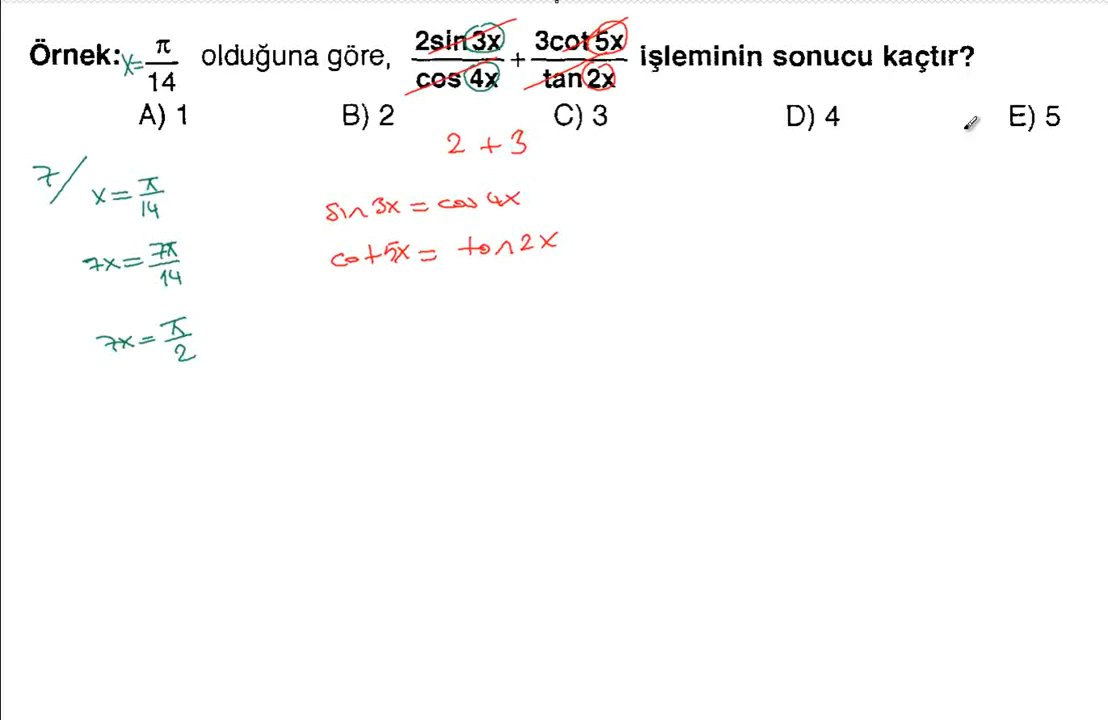 Örnek: x = π/14 olduğuna göre, 2sin3x/cos4x + 3cot5x/tan2x işleminin sonucu kaçtır?
A) 1 B) 2 C) 3 D) 4 E) 5
2 + 3
7/ x = π/14
sin3x = cos4x
7x = 7π/14
cot5x = tan2x
7x = π/2